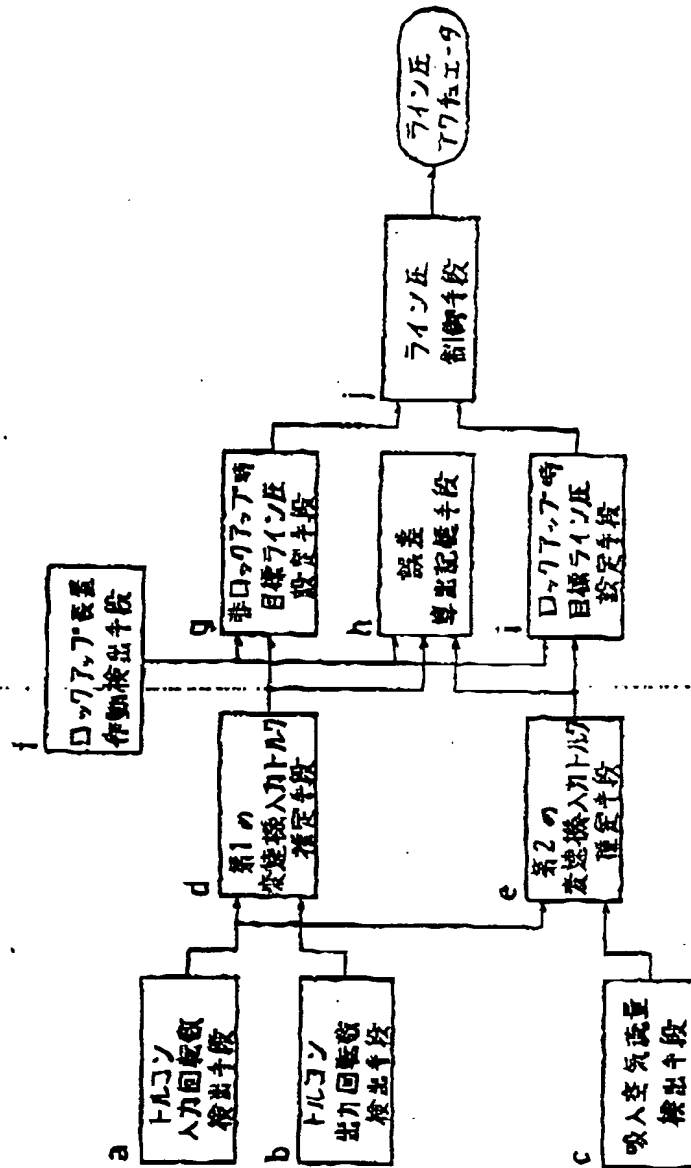 a
トルコン
入力回転数
検出手段
b
トルコン
出力回転数
検出手段
c
吸入空気流量
検出手段
d
第1の
変速機入力トルク
推定手段
e
第2の
変速機入力トルク
推定手段
f
ロックアップ装置
作動検出手段
g
非ロックアップ時
目標ライン圧
設定手段
h
誤差
導出記憶手段
i
ロックアップ時
目標ライン圧
設定手段
j
ライン圧
制御手段
ライン圧
アクチュエータ